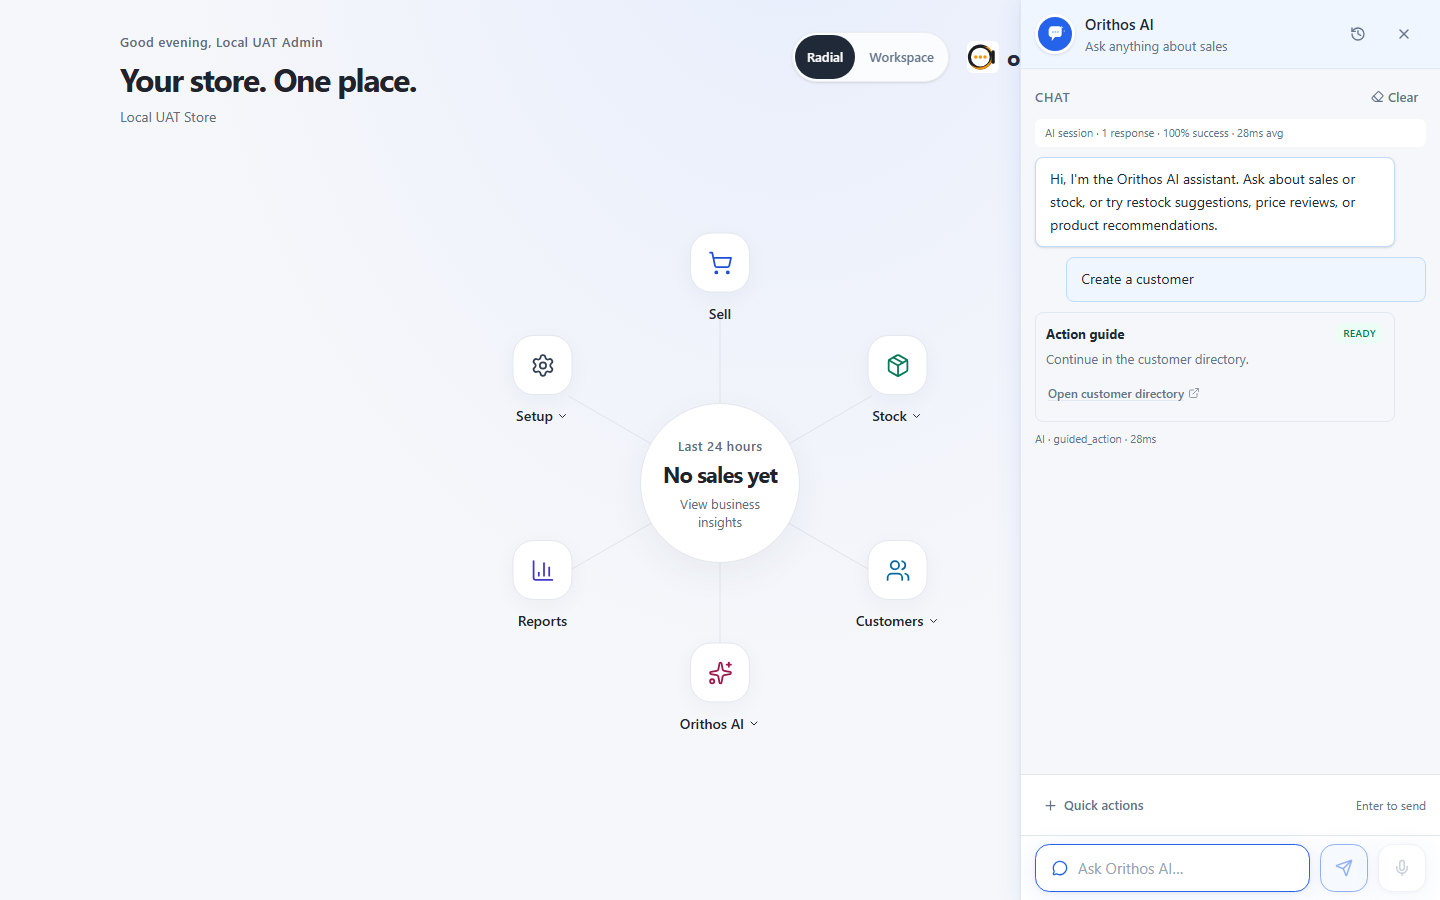 Good evening, Local UAT Admin
Your store. One place.
Local UAT Store
Radial
Workspace
Sell
Setup
Stock
Last 24 hours
No sales yet
View business
insights
Reports
Customers
Orithos AI
Orithos AI
Ask anything about sales
CHAT
Clear
AI session · 1 response · 100% success · 28ms avg
Hi, I'm the Orithos AI assistant. Ask about sales or
stock, or try restock suggestions, price reviews, or
product recommendations.
Create a customer
Action guide
READY
Continue in the customer directory.
Open customer directory
AI · guided_action · 28ms
Quick actions
Enter to send
Ask Orithos AI...